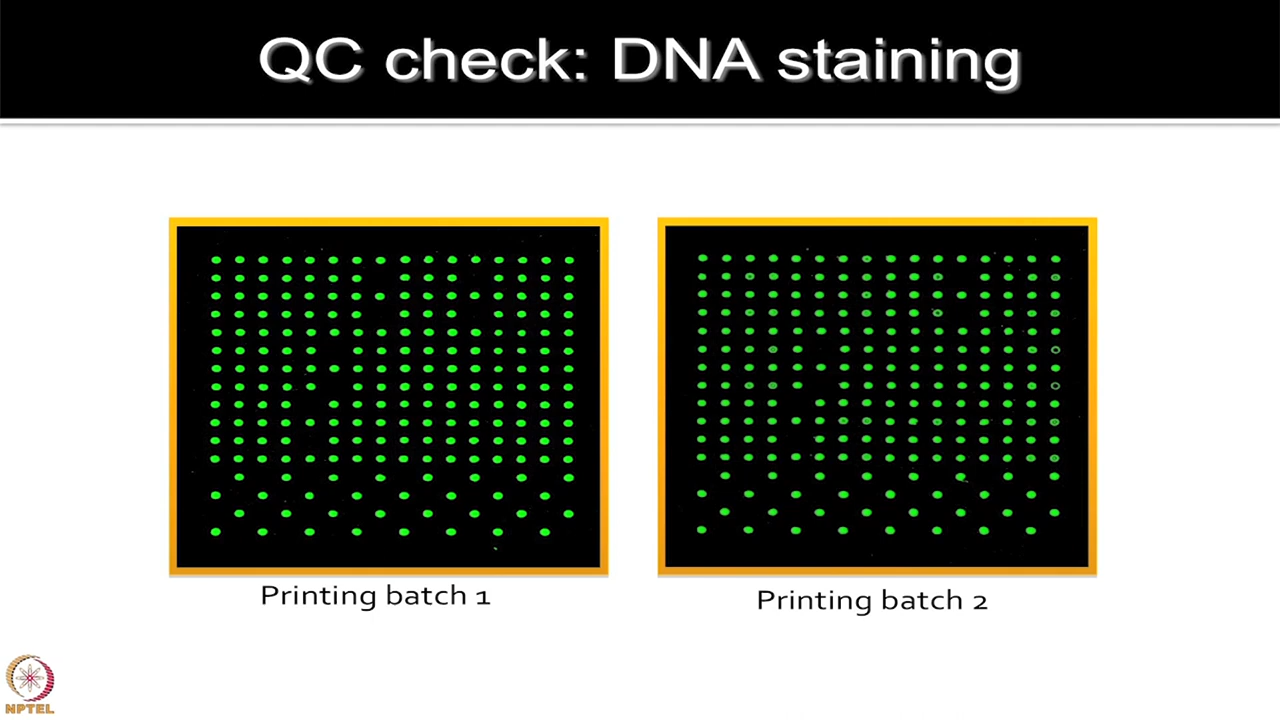 QC check: DNA staining
Printing batch 1
Printing batch 2
NPTEL